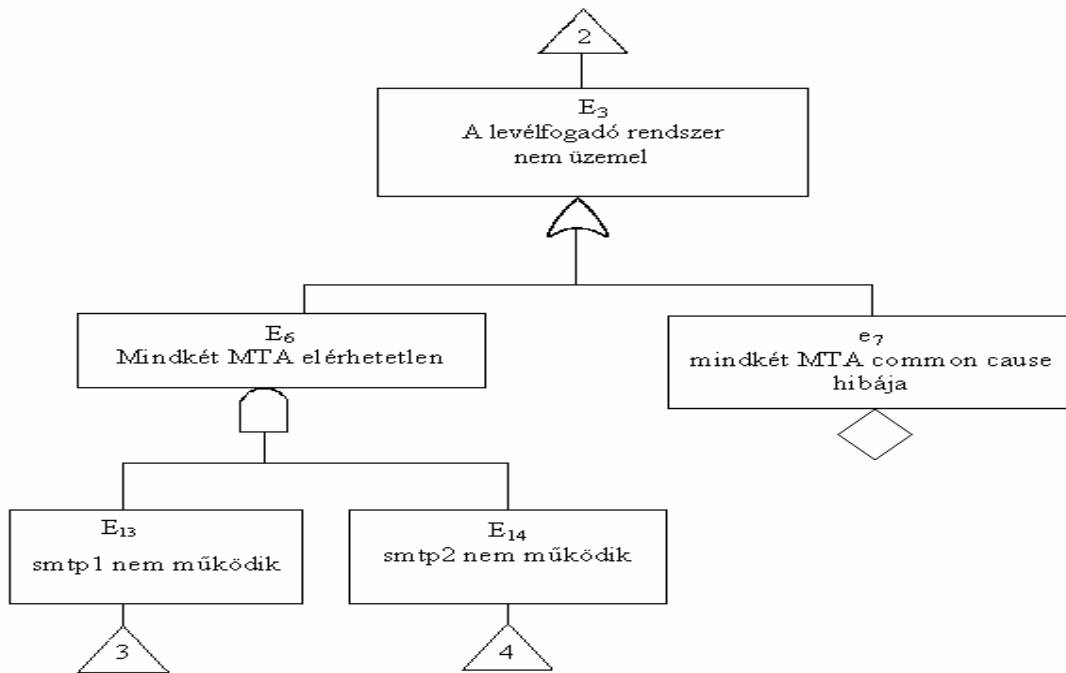 2
E₃
A levélfogadó rendszer
nem üzemel
E₆
Mindkét MTA elérhetetlen
e₇
mindkét MTA common cause
hibája
E₁₃
smtp1 nem működik
E₁₄
smtp2 nem működik
3
4